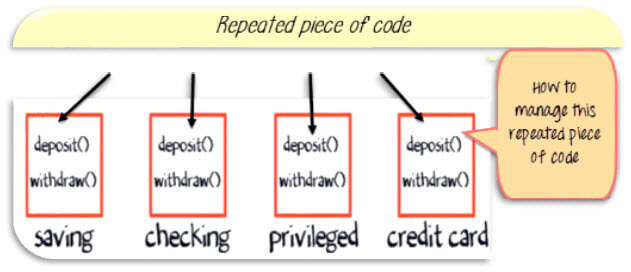 Repeated piece of code
How to
manage this
repeated piece
of code
deposit() deposit() deposit() deposit()
withdraw() withdraw() withdraw() withdraw()
saving checking privileged credit card